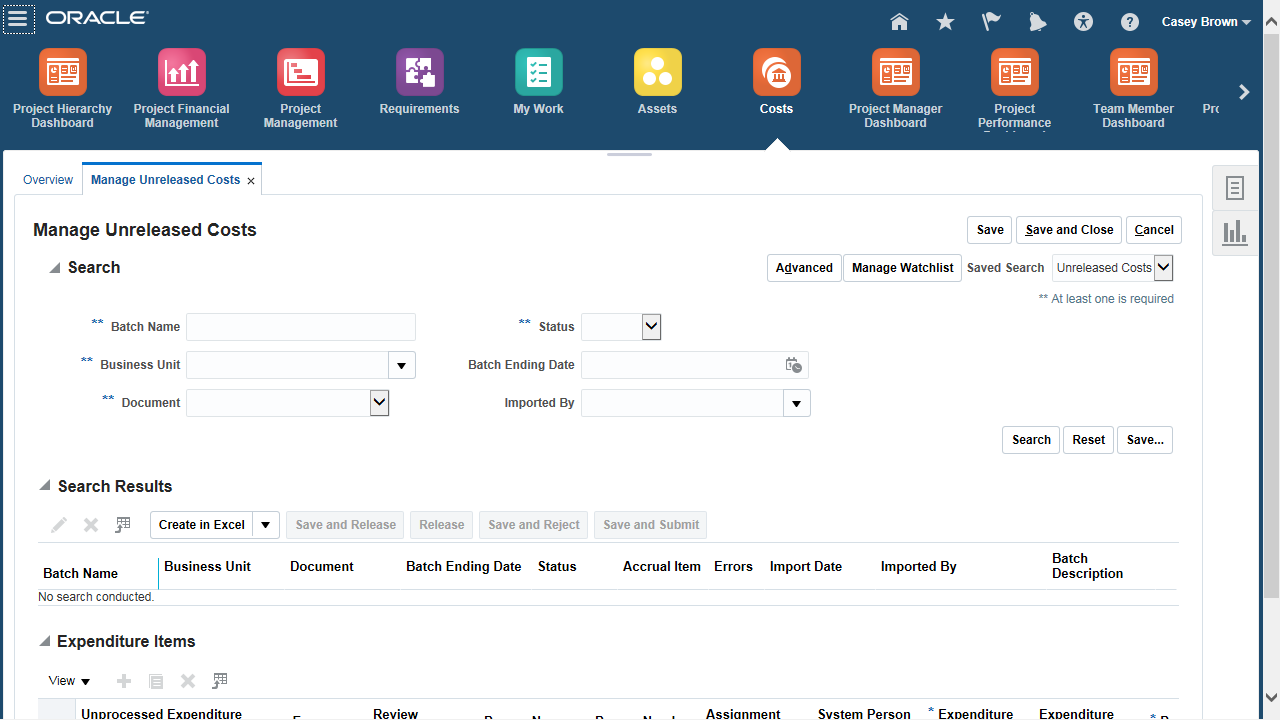 ORACLE®
Casey Brown
Project Hierarchy Dashboard
Project Financial Management
Project Management
Requirements
My Work
Assets
Costs
Project Manager Dashboard
Project Performance
Team Member Dashboard
Overview
Manage Unreleased Costs ×
Manage Unreleased Costs
Save
Save and Close
Cancel
Search
Advanced
Manage Watchlist
Saved Search
Unreleased Costs
** At least one is required
** Batch Name
** Status
** Business Unit
Batch Ending Date
** Document
Imported By
Search
Reset
Save...
Search Results
Create in Excel
Save and Release
Release
Save and Reject
Save and Submit
Batch Name
Business Unit
Document
Batch Ending Date
Status
Accrual Item
Errors
Import Date
Imported By
Batch Description
No search conducted.
Expenditure Items
View
Unprocessed Expenditure
Review
Assignment
System Person
* Expenditure
Expenditure